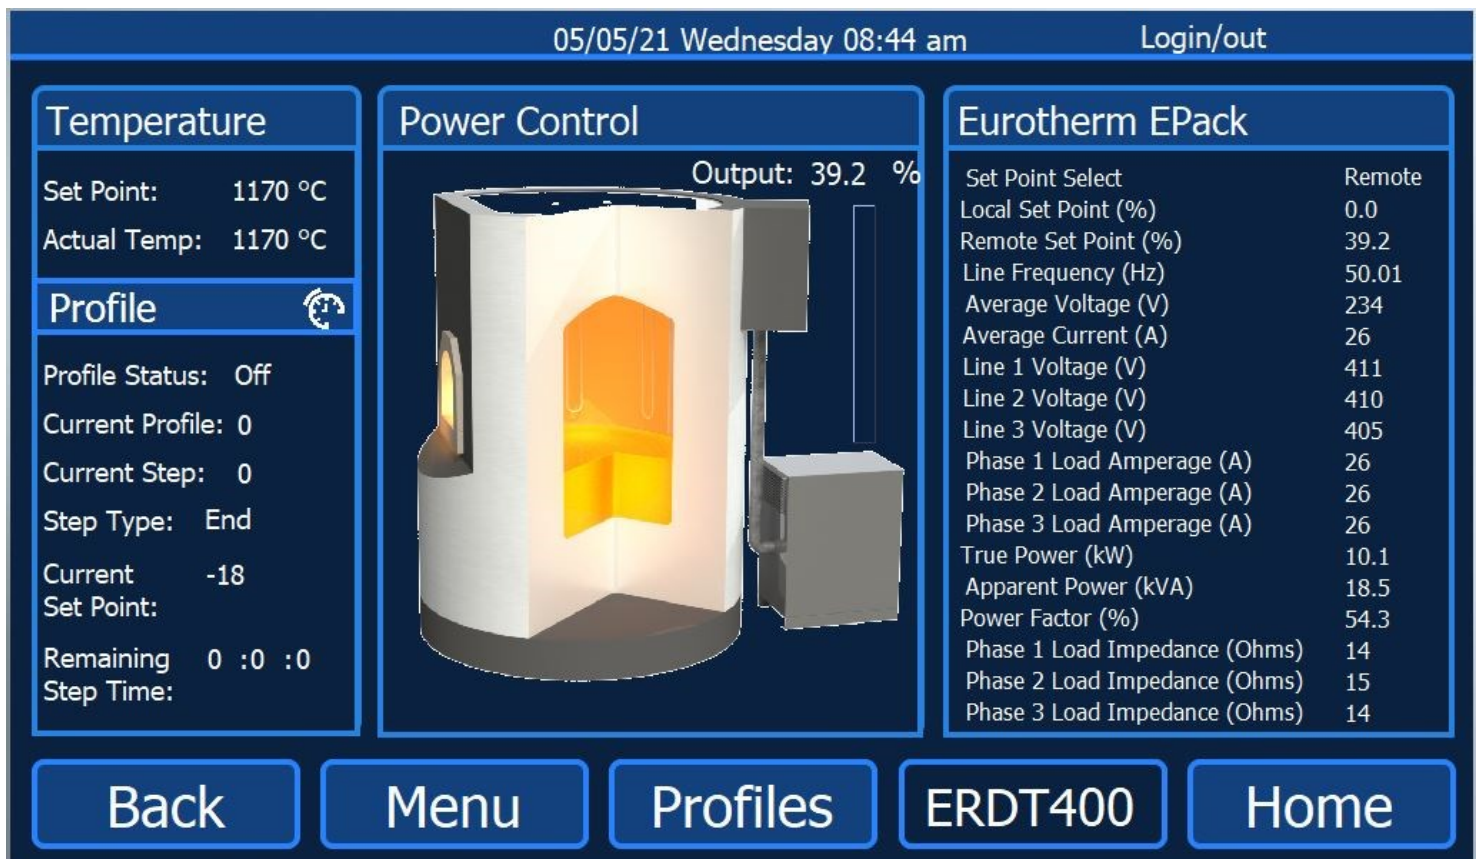 05/05/21 Wednesday 08:44 am
Login/out
Temperature
Set Point: 1170 °C
Actual Temp: 1170 °C
Profile
Profile Status: Off
Current Profile: 0
Current Step: 0
Step Type: End
Current -18
Set Point:
Remaining 0 :0 :0
Step Time:
Power Control
Output: 39.2 %
Eurotherm EPack
Set Point Select Remote
Local Set Point (%) 0.0
Remote Set Point (%) 39.2
Line Frequency (Hz) 50.01
Average Voltage (V) 234
Average Current (A) 26
Line 1 Voltage (V) 411
Line 2 Voltage (V) 410
Line 3 Voltage (V) 405
Phase 1 Load Amperage (A) 26
Phase 2 Load Amperage (A) 26
Phase 3 Load Amperage (A) 26
True Power (kW) 10.1
Apparent Power (kVA) 18.5
Power Factor (%) 54.3
Phase 1 Load Impedance (Ohms) 14
Phase 2 Load Impedance (Ohms) 15
Phase 3 Load Impedance (Ohms) 14
Back
Menu
Profiles
ERDT400
Home